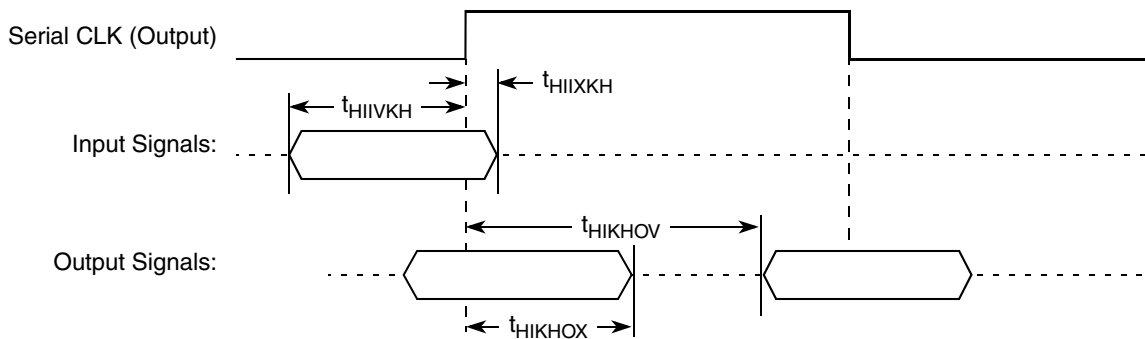 Serial CLK (Output)
tHIIXKH
tHIIVKH
Input Signals:
tHIKHOV
Output Signals:
tHIKHOX